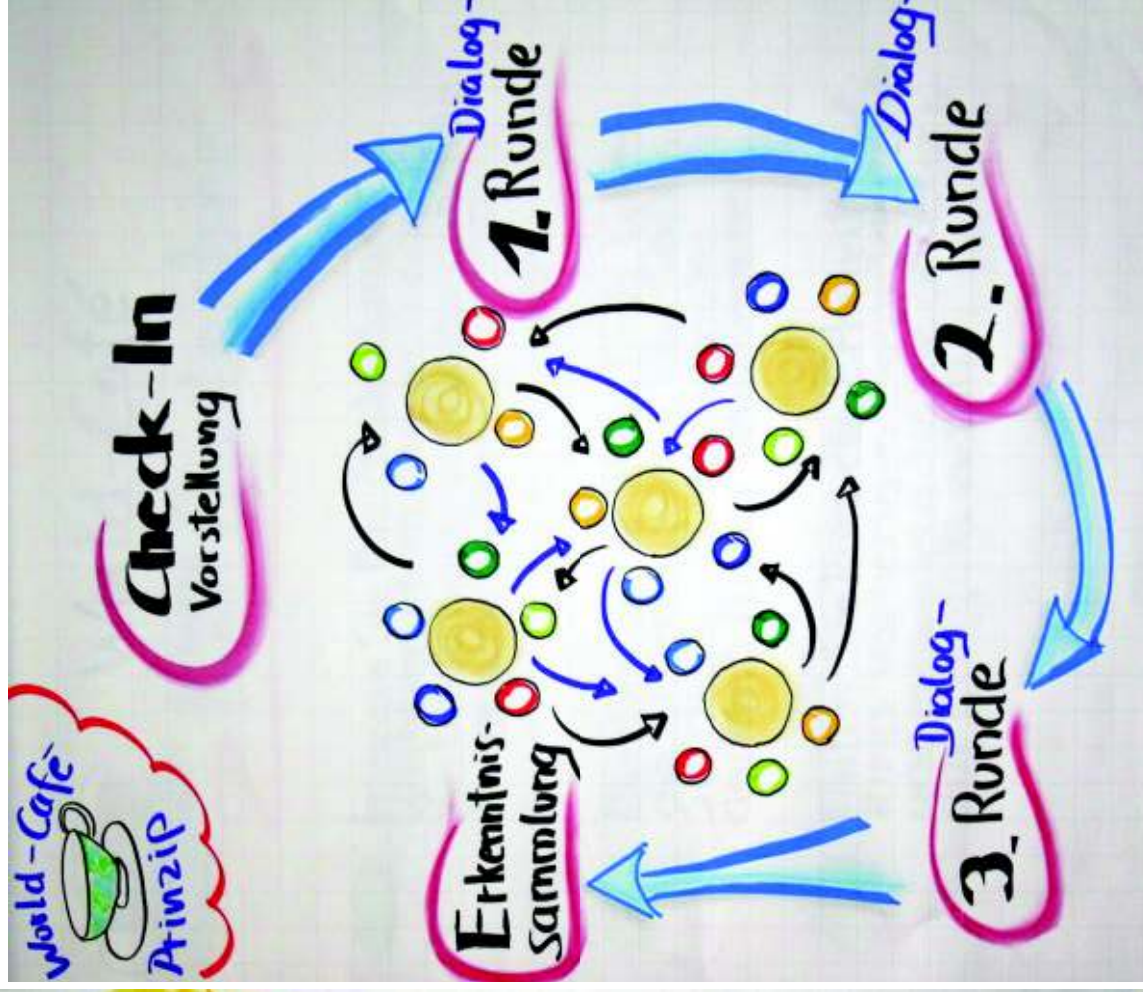 World-Café
Prinzip
Check-In
Vorstellung
Dialog-
1. Runde
Dialog-
2. Runde
Dialog-
3. Runde
Erkenntnis-
sammlung